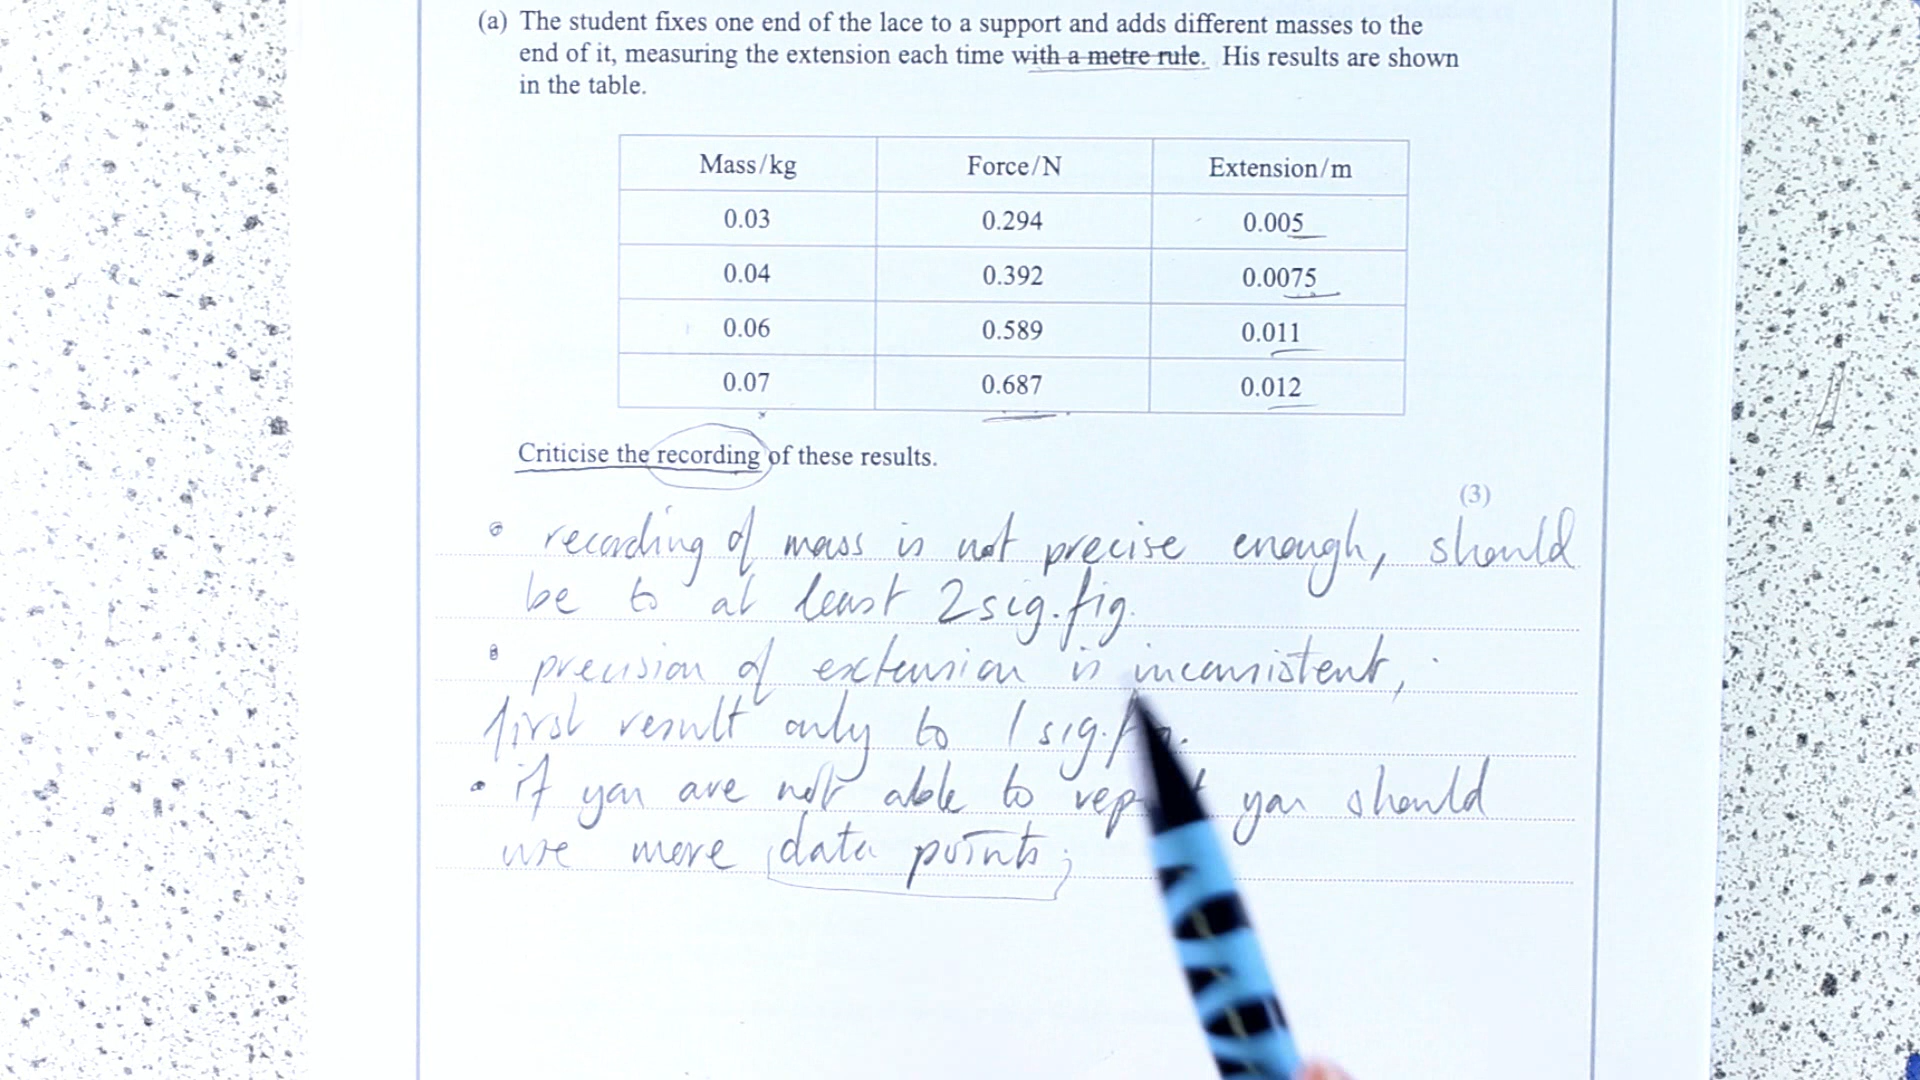 (a) The student fixes one end of the lace to a support and adds different masses to the
end of it, measuring the extension each time with a metre rule. His results are shown
in the table.
Mass/kg Force/N Extension/m
0.03 0.294 0.005
0.04 0.392 0.0075
0.06 0.589 0.011
0.07 0.687 0.012
Criticise the recording of these results.
(3)
• recording of mass is not precise enough, should
be to at least 2 sig. fig.
• precision of extension is inconsistent,
first result only to 1 sig.
• if you are not able to you should
use more data points;